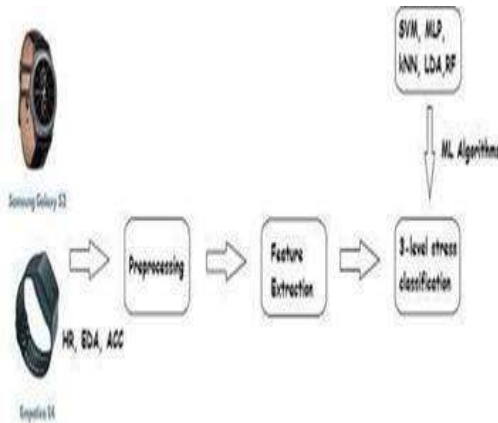 SVM, MLP,
kNN, LDA,RF
ML Algorithms
Samsung Galaxy S3
Preprocessing
Feature
Extraction
3-level stress
classification
HR, EDA, ACC
Empatica E4